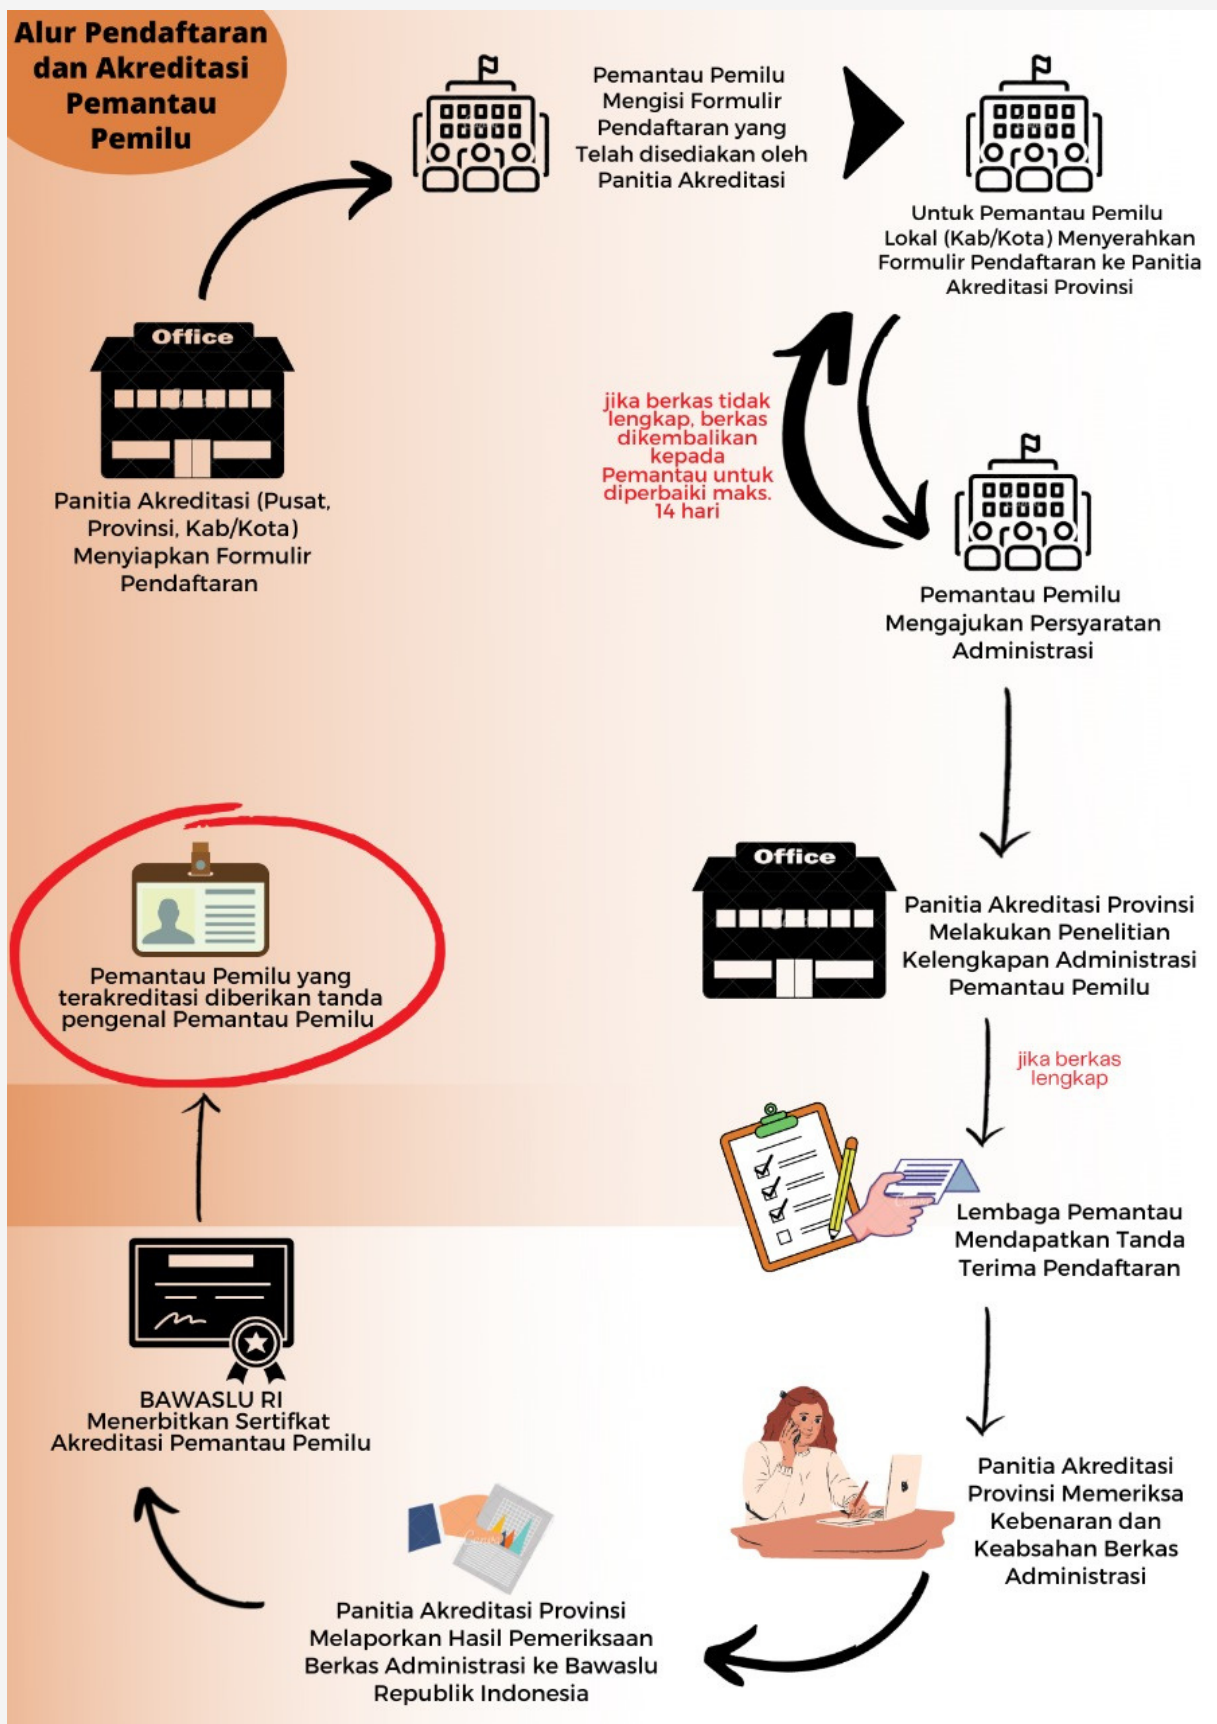 Alur Pendaftaran
dan Akreditasi
Pemantau
Pemilu
Pemantau Pemilu
Mengisi Formulir
Pendaftaran yang
Telah disediakan oleh
Panitia Akreditasi
Untuk Pemantau Pemilu
Lokal (Kab/Kota) Menyerahkan
Formulir Pendaftaran ke Panitia
Akreditasi Provinsi
Office
Panitia Akreditasi (Pusat,
Provinsi, Kab/Kota)
Menyiapkan Formulir
Pendaftaran
jika berkas tidak
lengkap, berkas
dikembalikan
kepada
Pemantau untuk
diperbaiki maks.
14 hari
Pemantau Pemilu
Mengajukan Persyaratan
Administrasi
Office
Panitia Akreditasi Provinsi
Melakukan Penelitian
Kelengkapan Administrasi
Pemantau Pemilu
jika berkas
lengkap
Lembaga Pemantau
Mendapatkan Tanda
Terima Pendaftaran
Panitia Akreditasi
Provinsi Memeriksa
Kebenaran dan
Keabsahan Berkas
Administrasi
Panitia Akreditasi Provinsi
Melaporkan Hasil Pemeriksaan
Berkas Administrasi ke Bawaslu
Republik Indonesia
BAWASLU RI
Menerbitkan Sertifkat
Akreditasi Pemantau Pemilu
Pemantau Pemilu yang
terakreditasi diberikan tanda
pengenal Pemantau Pemilu